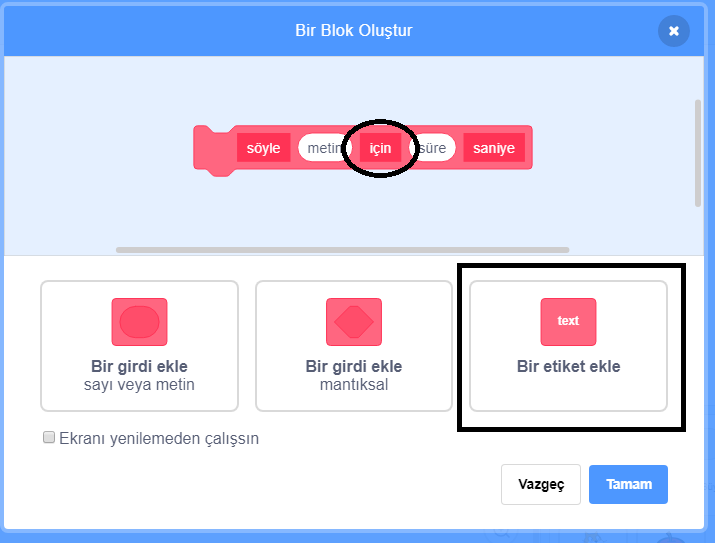 Bir Blok Oluştur
söyle metin için süre saniye
text
Bir girdi ekle
sayı veya metin
Bir girdi ekle
mantıksal
Bir etiket ekle
Ekranı yenilemeden çalışsın
Vazgeç Tamam